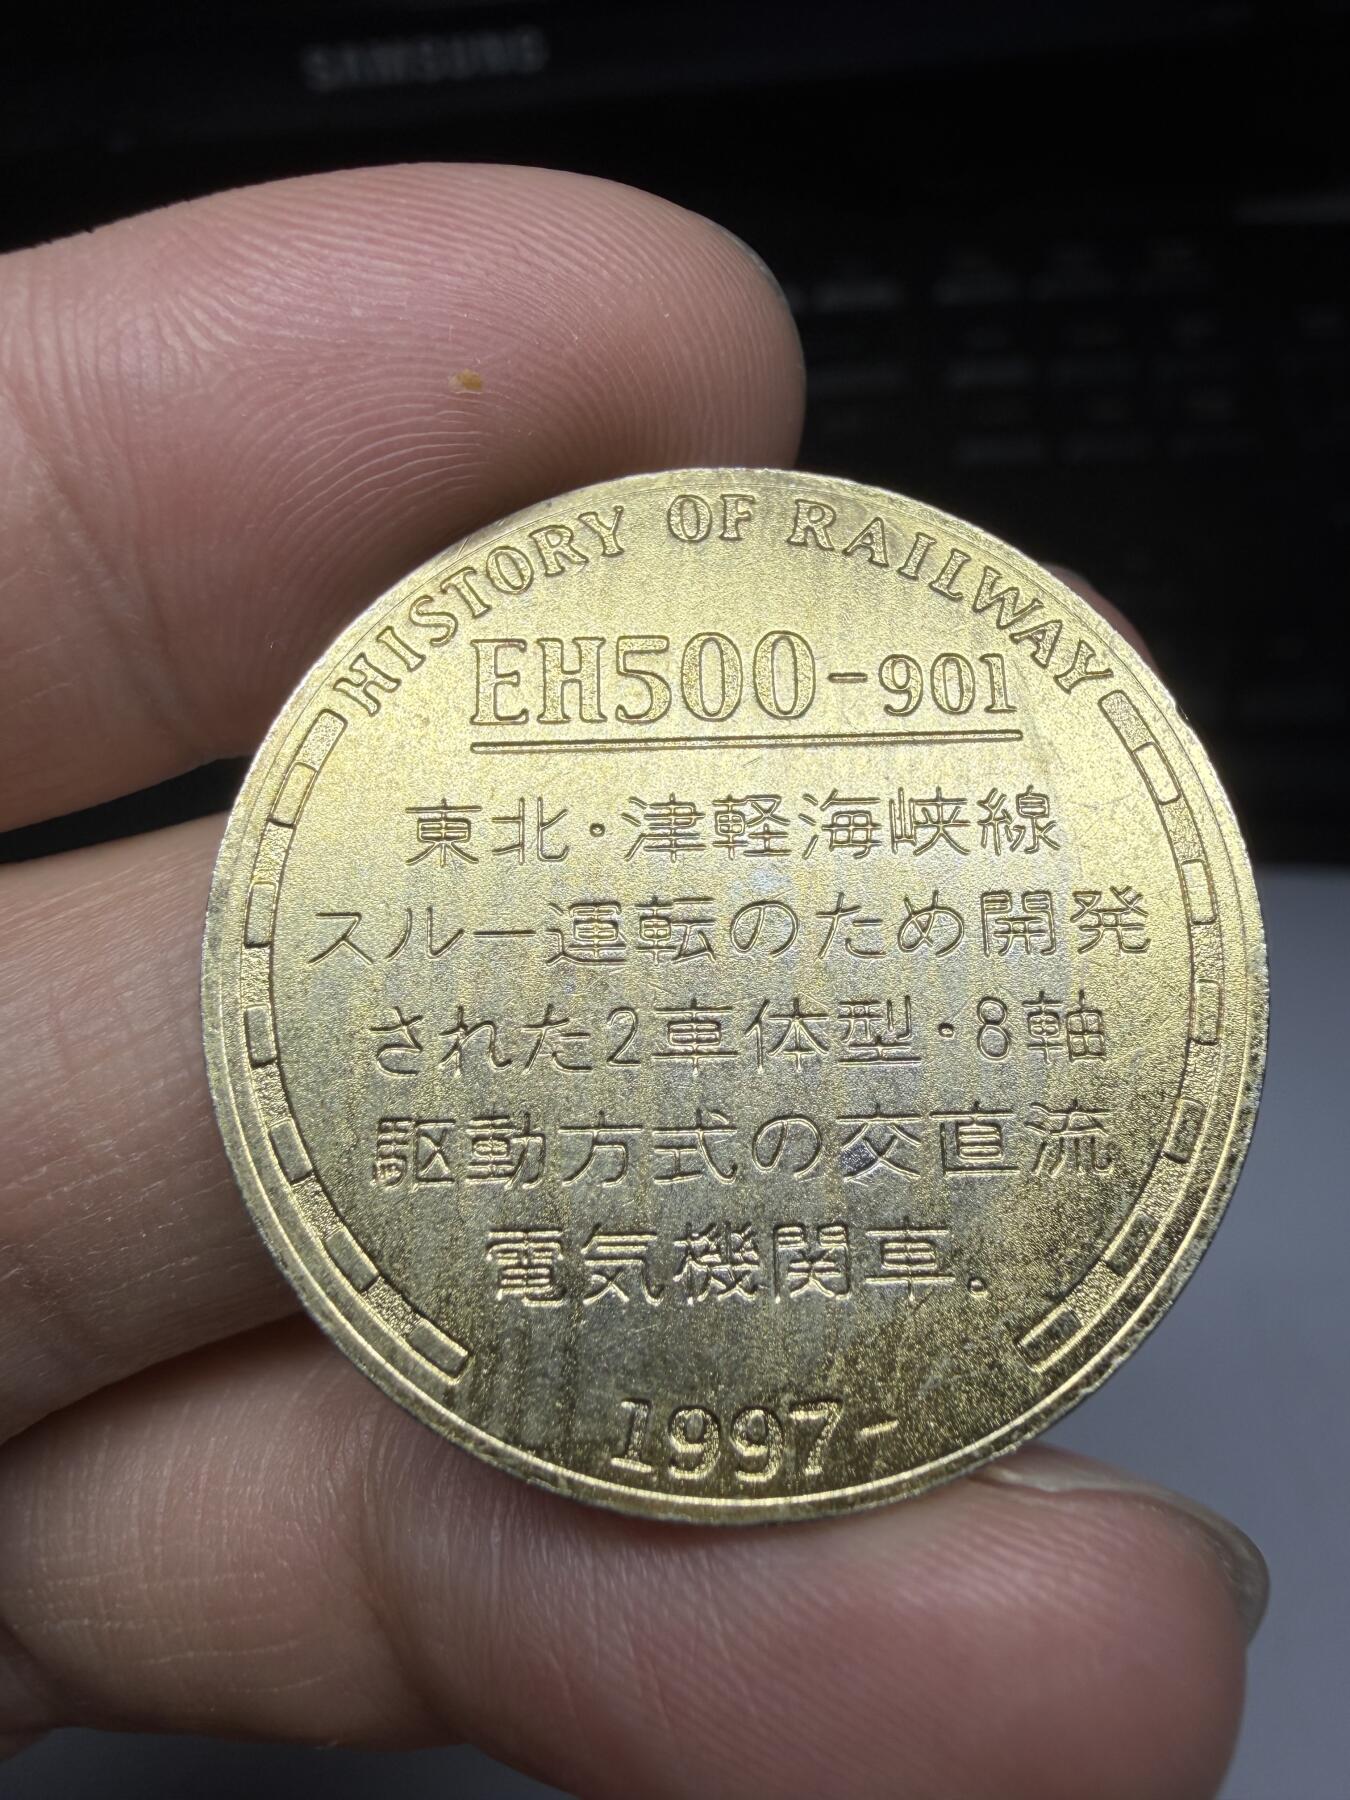 SAMSUNG
HISTORY OF RAILWAY
EH500-901
東北・津軽海峡線
スルー運転のため開発
された2車体型・8軸
駆動方式の交直流
電気機関車.
1997-